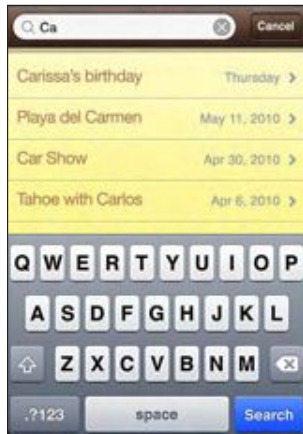 Ca Cancel
Carissa's birthday Thursday >
Playa del Carmen May 11, 2010 >
Car Show Apr 30, 2010 >
Tahoe with Carlos Apr 6, 2010 >
Q W E R T Y U I O P
A S D F G H J K L
Z X C V B N M
.?123 space Search